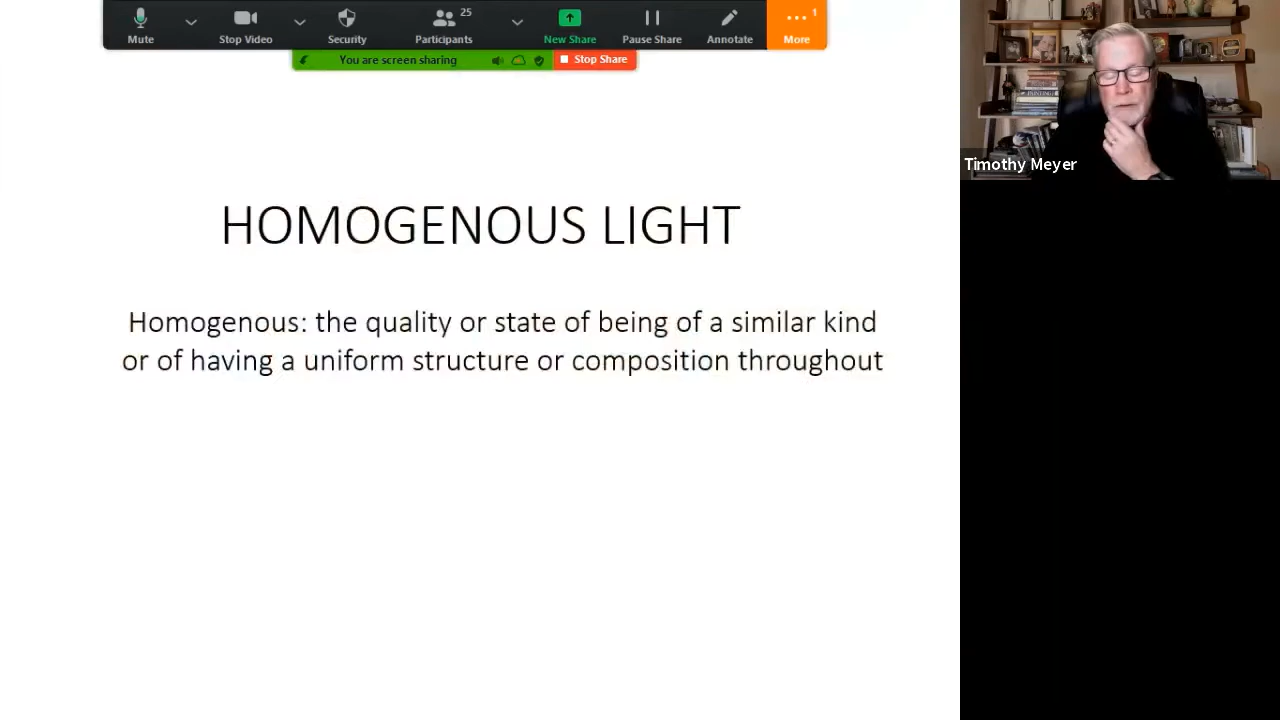 Mute
Stop Video
Security
Participants
25
New Share
Pause Share
Annotate
More
1
You are screen sharing
Stop Share
Timothy Meyer
HOMOGENOUS LIGHT
Homogenous: the quality or state of being of a similar kind
or of having a uniform structure or composition throughout